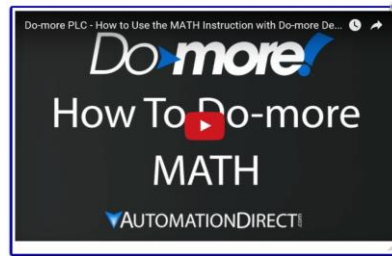 Do-more PLC - How to Use the MATH Instruction with Do-more De...
Do-more!
How To Do-more
MATH
AUTOMATIONDIRECT.com